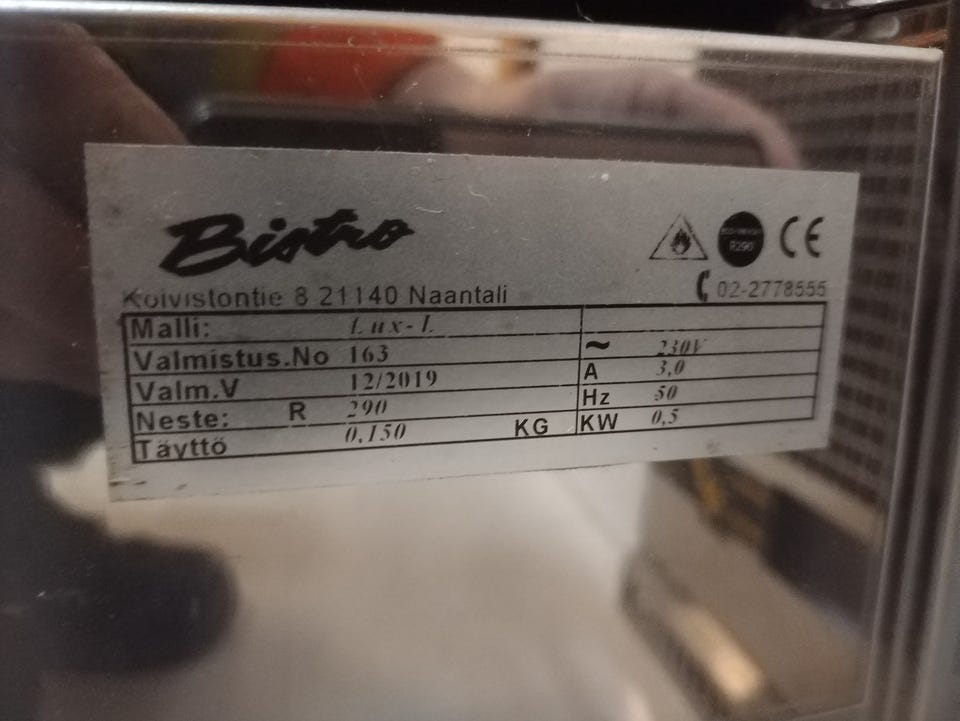 Bistro
R290
CE
Koivistontie 8 21140 Naantali
02-2778555
Malli: Lux-L
Valmistus.No 163
~ 230V
Valm.V 12/2019
A 3,0
Neste: R 290
Hz 50
Täyttö 0,150 KG
KW 0,5